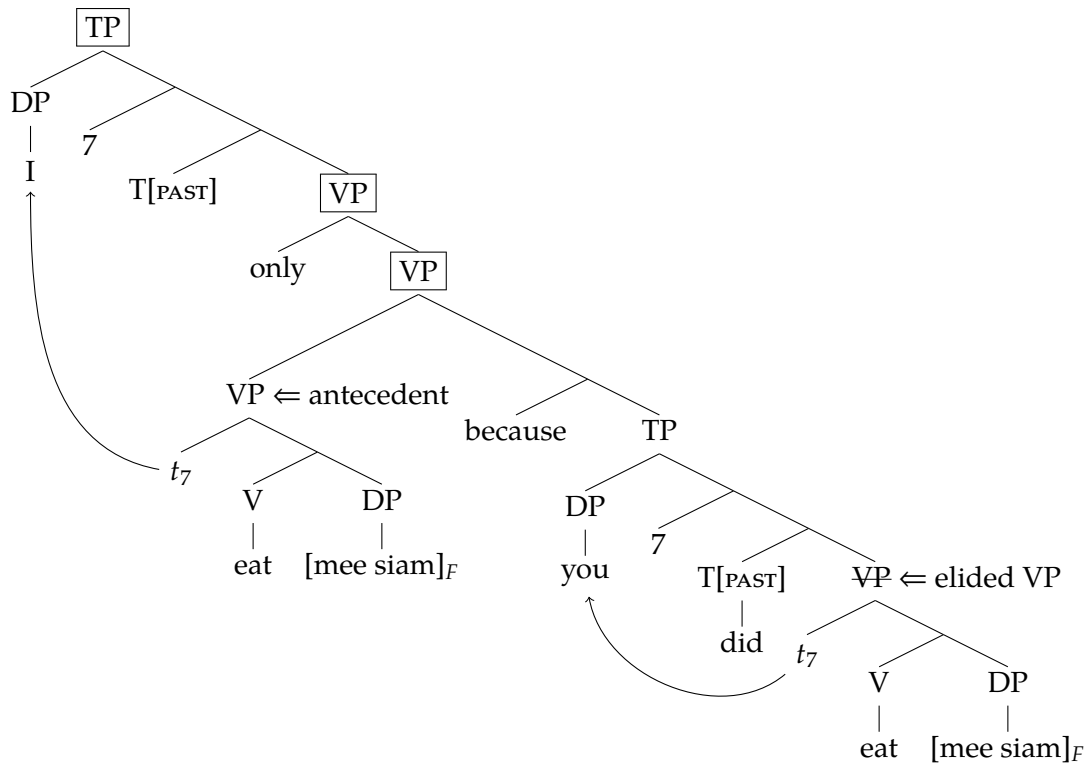 TP
DP
7
I
T[PAST]
VP
only
VP
VP ⇐ antecedent
because
TP
t7
V
DP
DP
7
eat
[mee siam]F
you
T[PAST]
VP ⇐ elided VP
did
t7
V
DP
eat
[mee siam]F